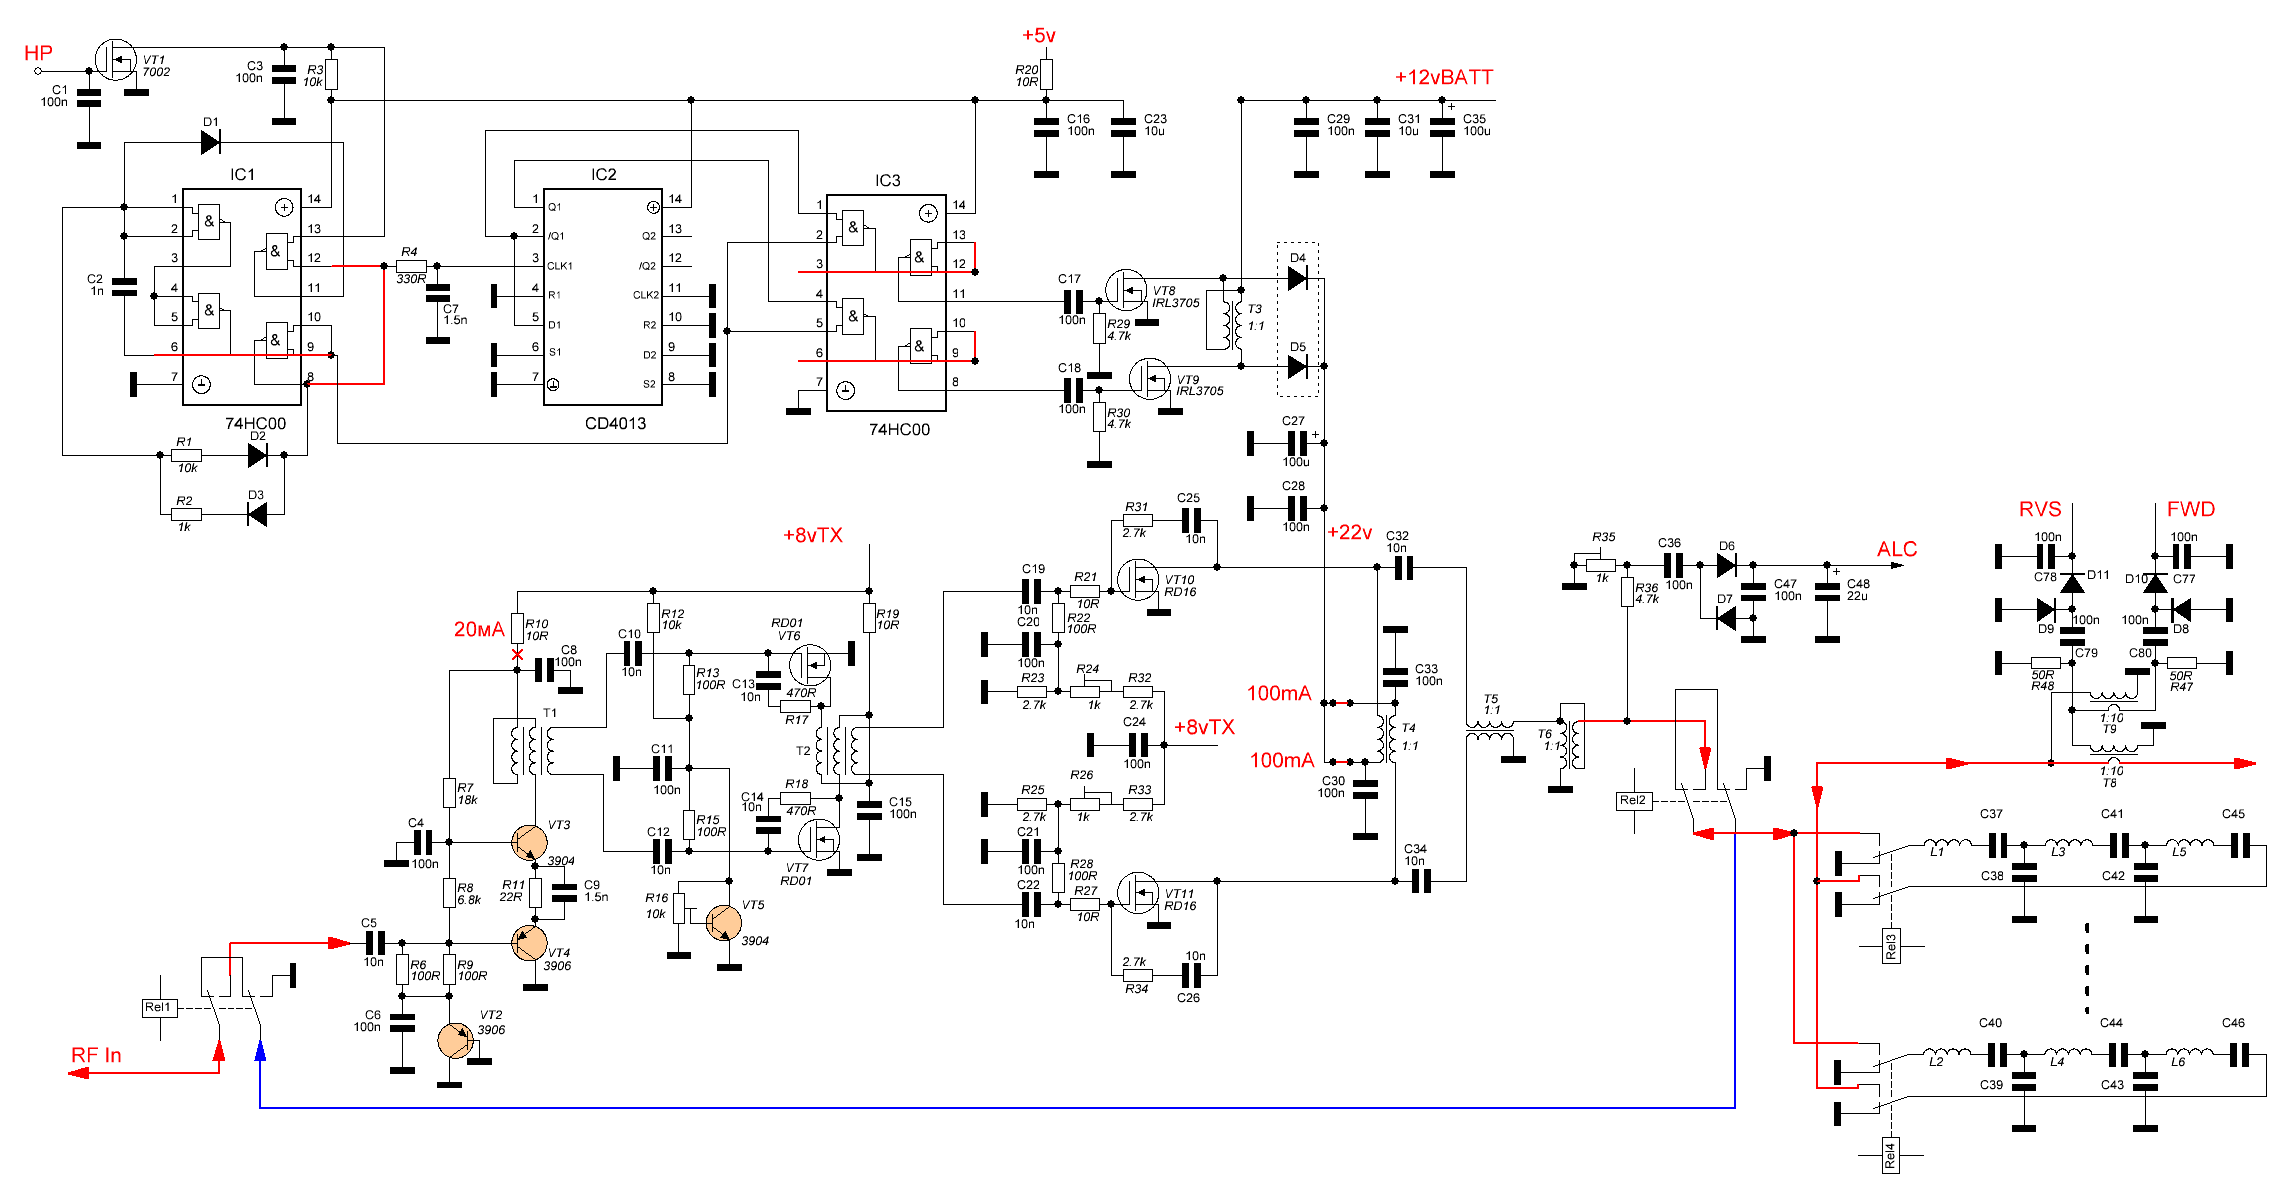 HP
VT1
7002
C1
100n
C3
100n
R3
10k
D1
IC1
1
2
3
4
5
6
7
14
13
12
11
10
9
8
&
&
&
&
74HC00
C2
1n
R1
10k
D2
R2
1k
D3
R4
330R
C7
1.5n
IC2
1
2
3
4
5
6
7
Q1
/Q1
CLK1
R1
D1
S1
14
13
12
11
10
9
8
Q2
/Q2
CLK2
R2
D2
S2
CD4013
IC3
1
2
3
4
5
6
7
14
13
12
11
10
9
8
&
&
&
&
74HC00
+5v
R20
10R
C16
100n
C23
10u
+12vBATT
C29
100n
C31
10u
+
C35
100u
C17
100n
VT8
IRL3705
R29
4.7k
C18
100n
VT9
IRL3705
R30
4.7k
T3
1:1
D4
D5
C27
+
100u
C28
100n
+22v
+8vTX
20мА
R10
10R
C8
100n
T1
R7
18k
C4
100n
VT3
3904
R8
6.8k
R11
22R
C9
1.5n
C5
10n
R6
100R
R9
100R
VT4
3906
C6
100n
VT2
3906
Rel1
RF In
R12
10k
C10
10n
R13
100R
C11
100n
R15
100R
C12
10n
R16
10k
VT5
3904
RD01
VT6
C13
10n
470R
R17
T2
R18
470R
C14
10n
VT7
RD01
R19
10R
C15
100n
C19
10n
R21
10R
R22
100R
C20
100n
R23
2.7k
R24
1k
R32
2.7k
C24
100n
+8vTX
R25
2.7k
R26
1k
R33
2.7k
C21
100n
R28
100R
C22
10n
R27
10R
R31
2.7k
C25
10n
VT10
RD16
VT11
RD16
2.7k
R34
10n
C26
100mA
100mA
C30
100n
C32
10n
C33
100n
T4
1:1
C34
10n
T5
1:1
T6
1:1
R35
1k
R36
4.7k
C36
100n
D6
D7
C47
100n
+
C48
22u
ALC
Rel2
RVS
FWD
100n
C78
D11
D10
100n
C77
D9
100n
C79
100n
C80
D8
50R
R48
50R
R47
1:10
T9
1:10
T8
L1
C37
C38
L3
C41
C42
L5
C45
Rel3
L2
C40
C39
L4
C44
C43
L6
C46
Rel4